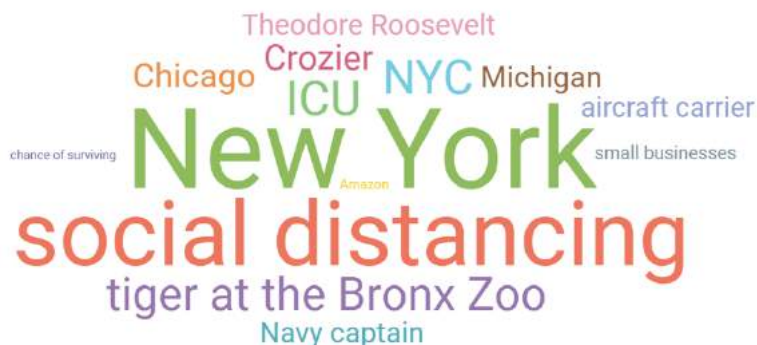 Theodore Roosevelt
Crozier
Chicago
NYC
Michigan
ICU
aircraft carrier
New York
chance of surviving
small businesses
Amazon
social distancing
tiger at the Bronx Zoo
Navy captain